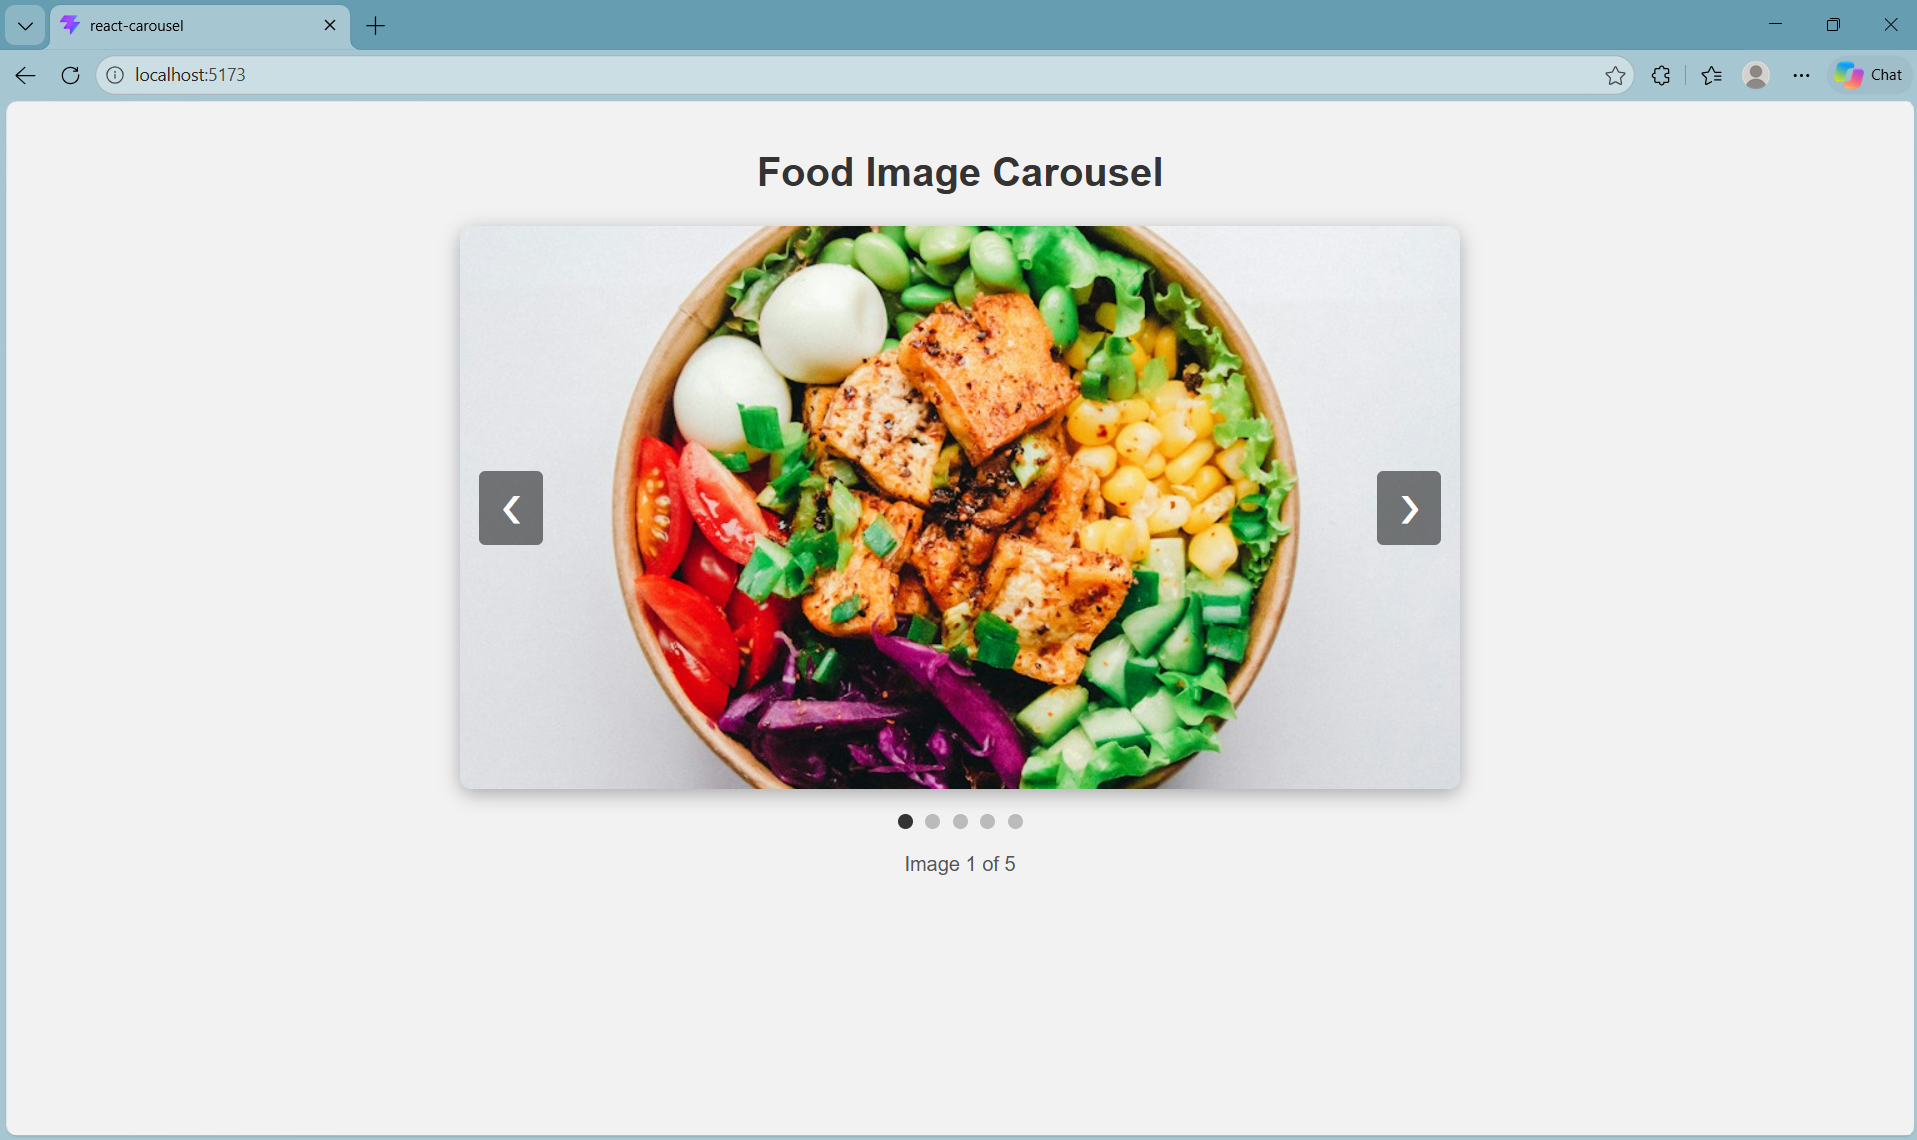 react-carousel
localhost:5173
Chat
Food Image Carousel
❮
❯
Image 1 of 5